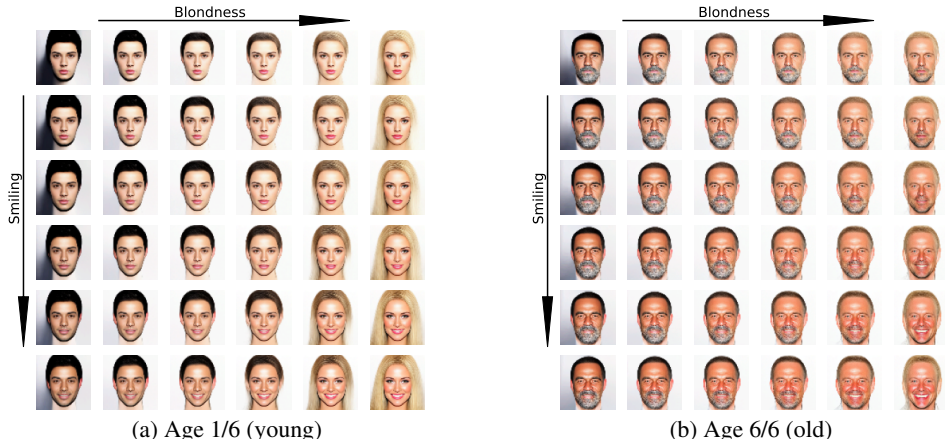 Blondness
Blondness
Smiling
Smiling
(a) Age 1/6 (young)
(b) Age 6/6 (old)